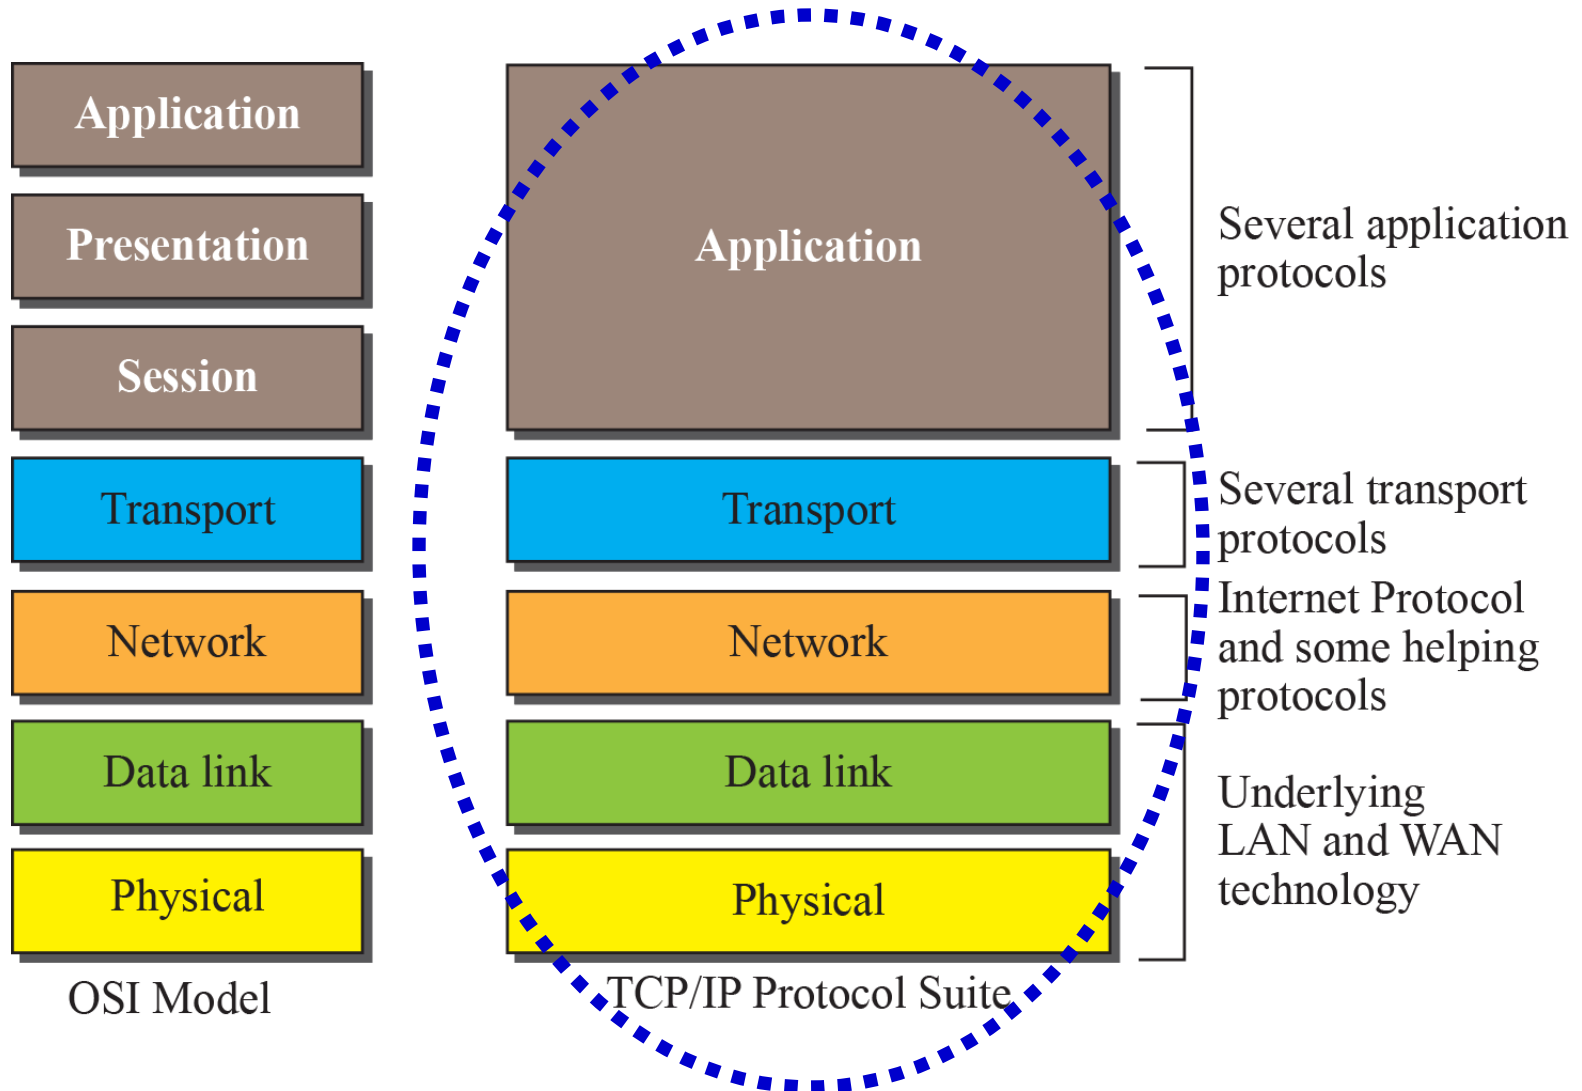 Application
Presentation
Session
Transport
Network
Data link
Physical
OSI Model
Application
Transport
Network
Data link
Physical
TCP/IP Protocol Suite
Several application
protocols
Several transport
protocols
Internet Protocol
and some helping
protocols
Underlying
LAN and WAN
technology